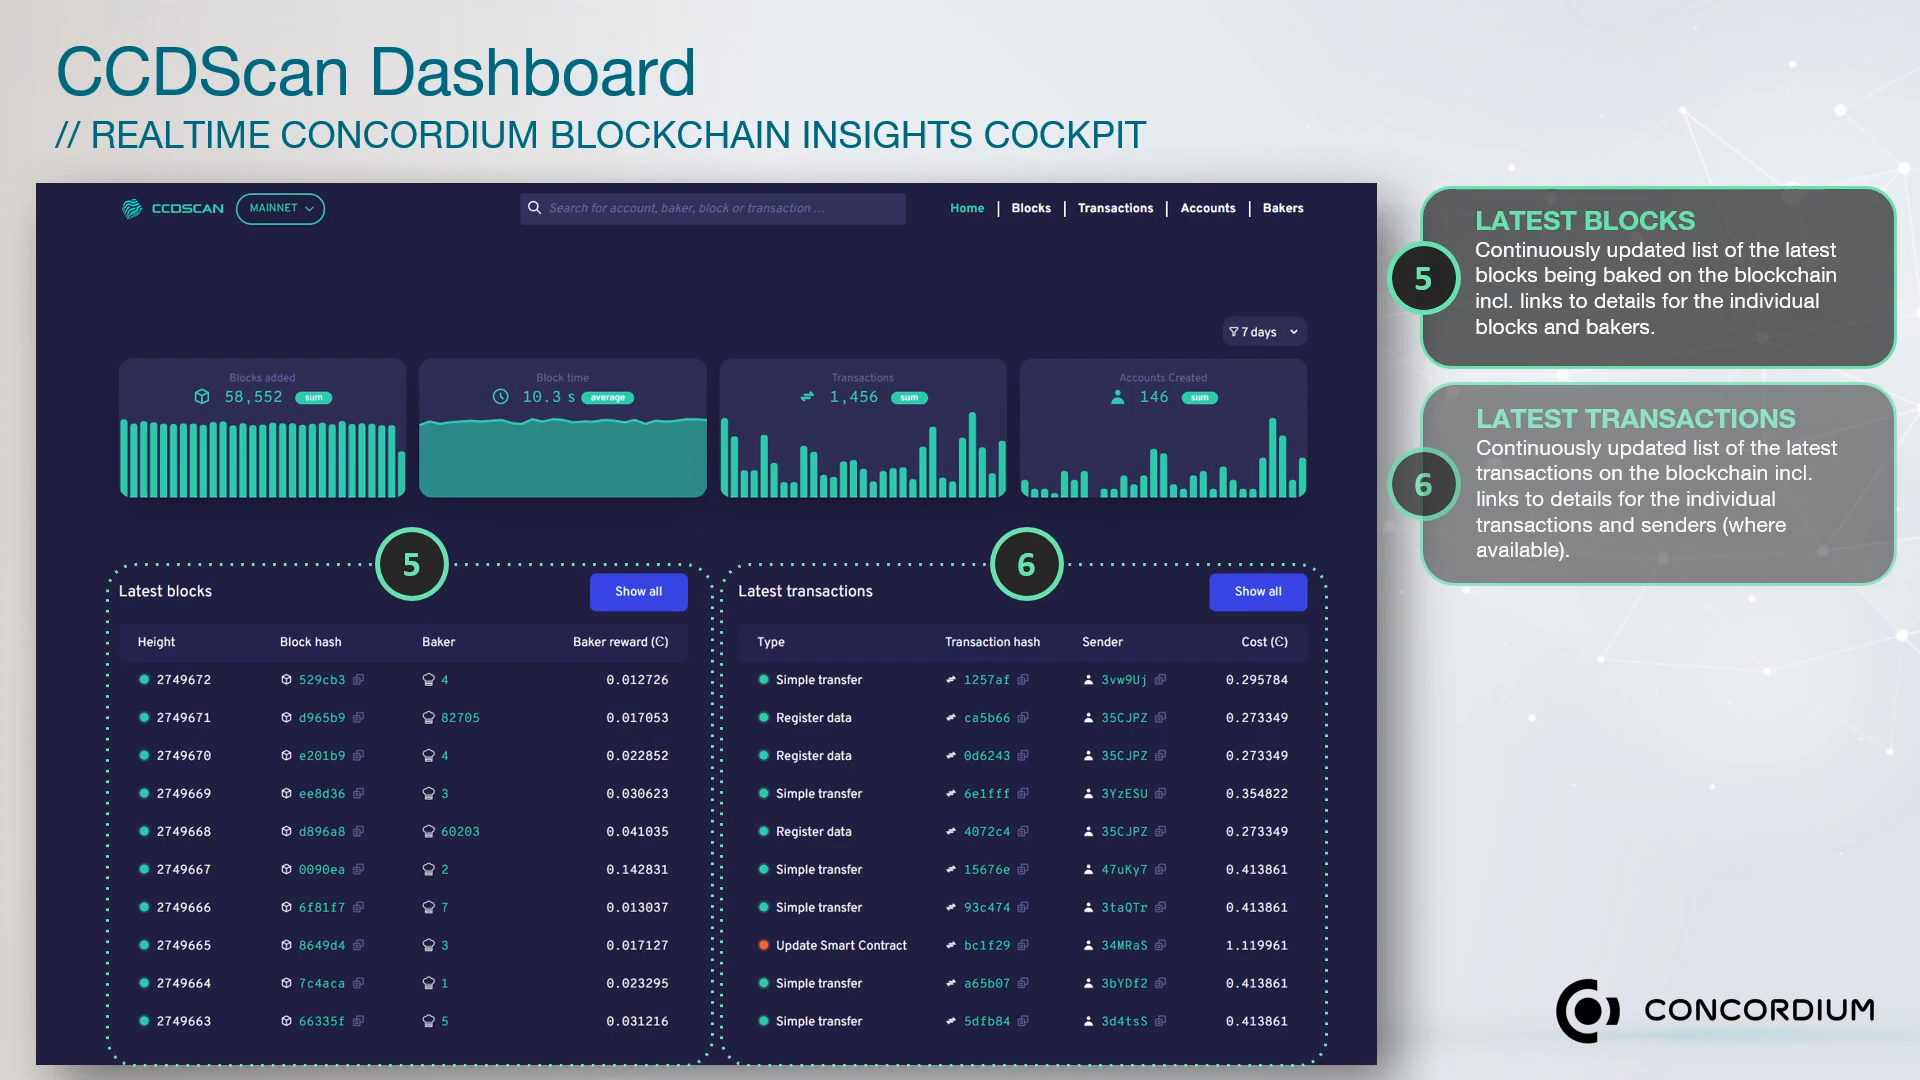 CCDScan Dashboard
// REALTIME CONCORDIUM BLOCKCHAIN INSIGHTS COCKPIT
CCDSCAN MAINNET Search for account, baker, block or transaction ... Home | Blocks | Transactions | Accounts | Bakers
7 days
Blocks added
58,552 sum
Block time
10.3 s average
Transactions
1,456 sum
Accounts Created
146 sum
5
Latest blocks Show all
Height Block hash Baker Baker reward (Ͼ)
2749672 529cb3 4 0.012726
2749671 d965b9 82705 0.017053
2749670 e201b9 4 0.022852
2749669 ee8d36 3 0.030623
2749668 d896a8 60203 0.041035
2749667 0090ea 2 0.142831
2749666 6f81f7 7 0.013037
2749665 8649d4 3 0.017127
2749664 7c4aca 1 0.023295
2749663 66335f 5 0.031216
6
Latest transactions Show all
Type Transaction hash Sender Cost (Ͼ)
Simple transfer 1257af 3vw9Uj 0.295784
Register data ca5b66 35CJPZ 0.273349
Register data 0d6243 35CJPZ 0.273349
Simple transfer 6e1fff 3YzESU 0.354822
Register data 4072c4 35CJPZ 0.273349
Simple transfer 15676e 47uKy7 0.413861
Simple transfer 93c474 3taQTr 0.413861
Update Smart Contract bc1f29 34MRaS 1.119961
Simple transfer a65b07 3bYDf2 0.413861
Simple transfer 5dfb84 3d4tsS 0.413861
5
LATEST BLOCKS
Continuously updated list of the latest
blocks being baked on the blockchain
incl. links to details for the individual
blocks and bakers.
6
LATEST TRANSACTIONS
Continuously updated list of the latest
transactions on the blockchain incl.
links to details for the individual
transactions and senders (where
available).
CONCORDIUM